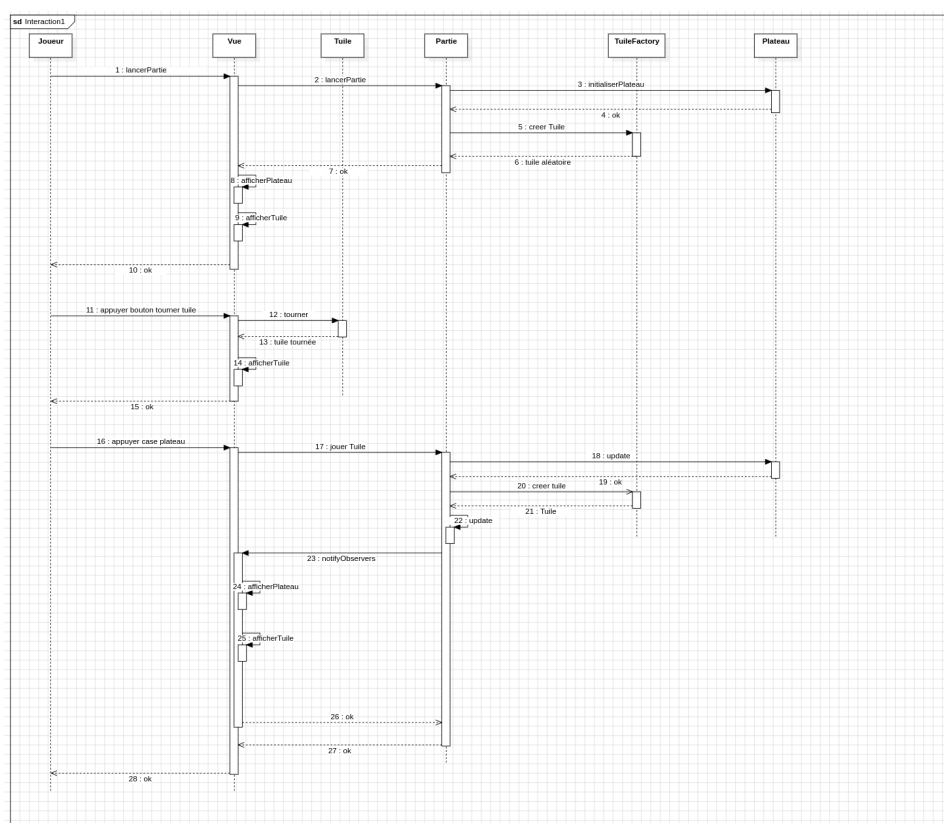 sd Interaction1
Joueur
Vue
Tuile
Partie
TuileFactory
Plateau
1 : lancerPartie
2 : lancerPartie
3 : initialiserPlateau
4 : ok
5 : creer Tuile
6 : tuile aléatoire
7 : ok
8 : afficherPlateau
9 : afficherTuile
10 : ok
11 : appuyer bouton tourner tuile
12 : tourner
13 : tuile tournée
14 : afficherTuile
15 : ok
16 : appuyer case plateau
17 : jouer Tuile
18 : update
19 : ok
20 : creer tuile
21 : Tuile
22 : update
23 : notifyObservers
24 : afficherPlateau
25 : afficherTuile
26 : ok
27 : ok
28 : ok